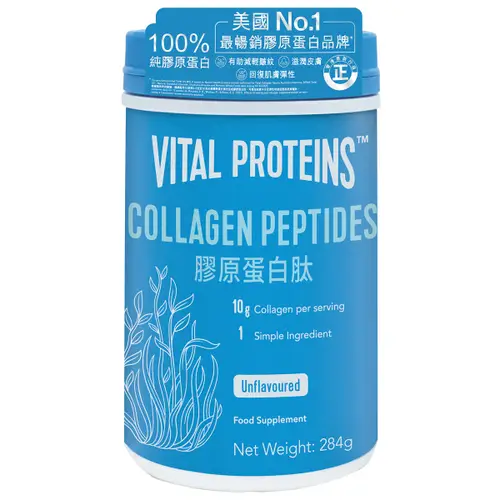 美國 No.1
最暢銷膠原蛋白品牌*
100%
純膠原蛋白
有助減輕皺紋 滋潤皮膚
回復肌膚彈性
正
VITAL PROTEINS™
COLLAGEN PEPTIDES
膠原蛋白肽
10g Collagen per serving
1 Simple Ingredient
Unflavoured
Food Supplement
Net Weight: 284g